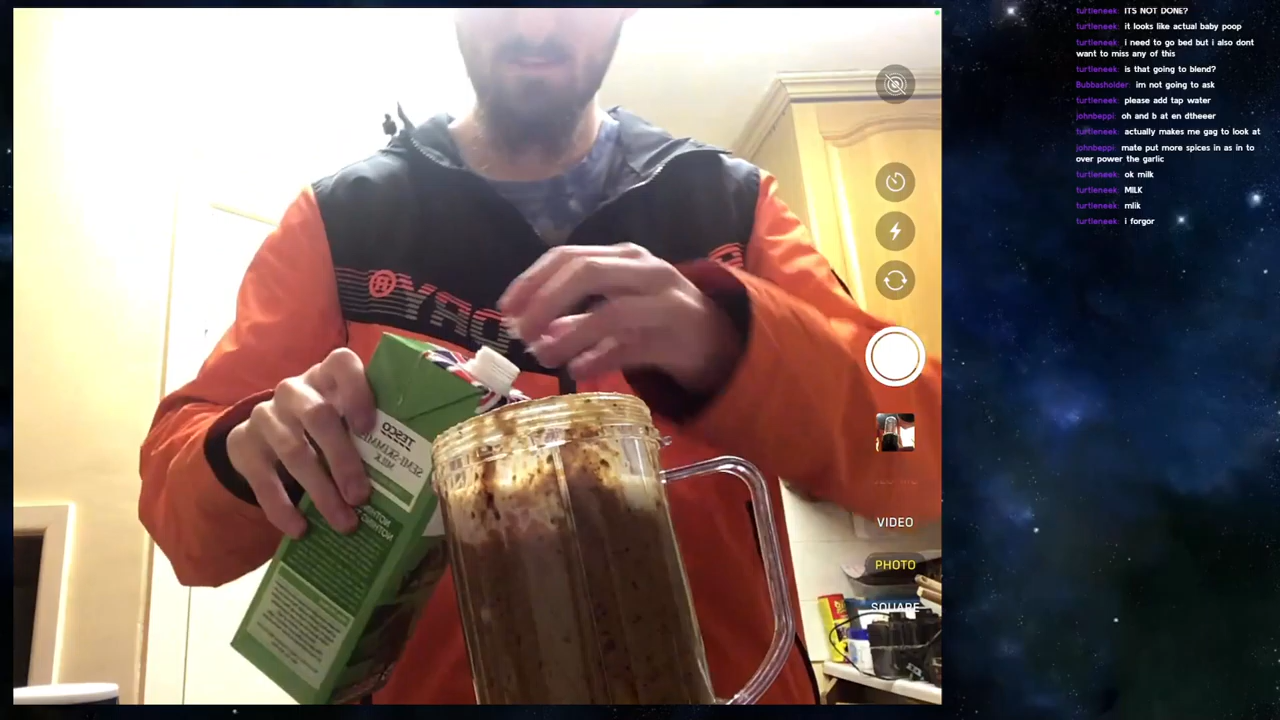 turtleneek: ITS NOT DONE?
turtleneek: it looks like actual baby poop
turtleneek: i need to go bed but i also dont
want to miss any of this
turtleneek: is that going to blend?
Bubbasholder: im not going to ask
turtleneek: please add tap water
johnbeppi: oh and b at en dtheeer
turtleneek: actually makes me gag to look at
johnbeppi: mate put more spices in as in to
over power the garlic
turtleneek: ok milk
turtleneek: MILK
turtleneek: mlik
turtleneek: i forgor
TESCO
SEMI-SKIMMED
MILK
VIDEO
PHOTO
SQUARE